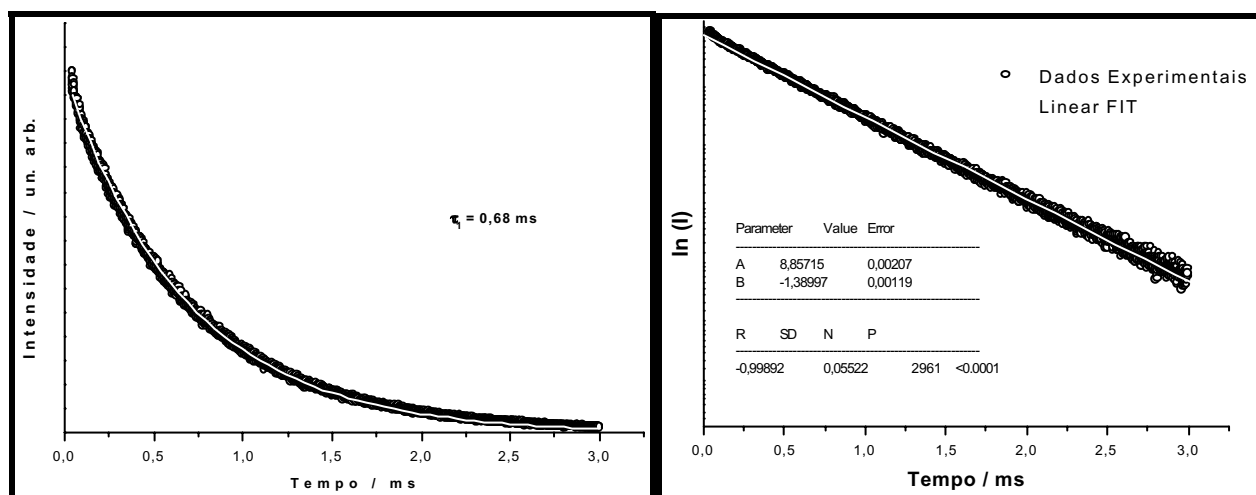 Intensidade / un. arb.
τ = 0,68 ms
0,0 0,5 1,0 1,5 2,0 2,5 3,0
Tempo / ms
ln (I)
Dados Experimentais
Linear FIT
Parameter Value Error
A 8,85715 0,00207
B -1,38997 0,00119
R SD N P
-0,99892 0,05522 2961 <0.0001
0,0 0,5 1,0 1,5 2,0 2,5 3,0
Tempo / ms